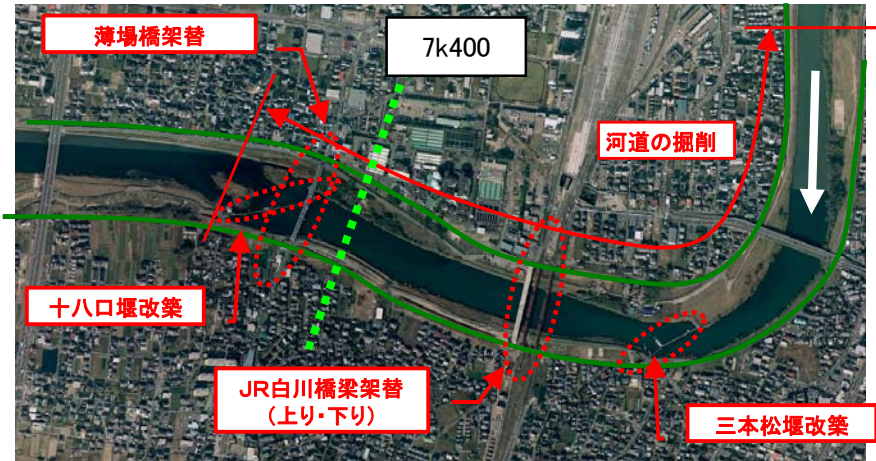 薄場橋架替
7k400
河道の掘削
十八口堰改築
JR白川橋梁架替
(上り・下り)
三本松堰改築